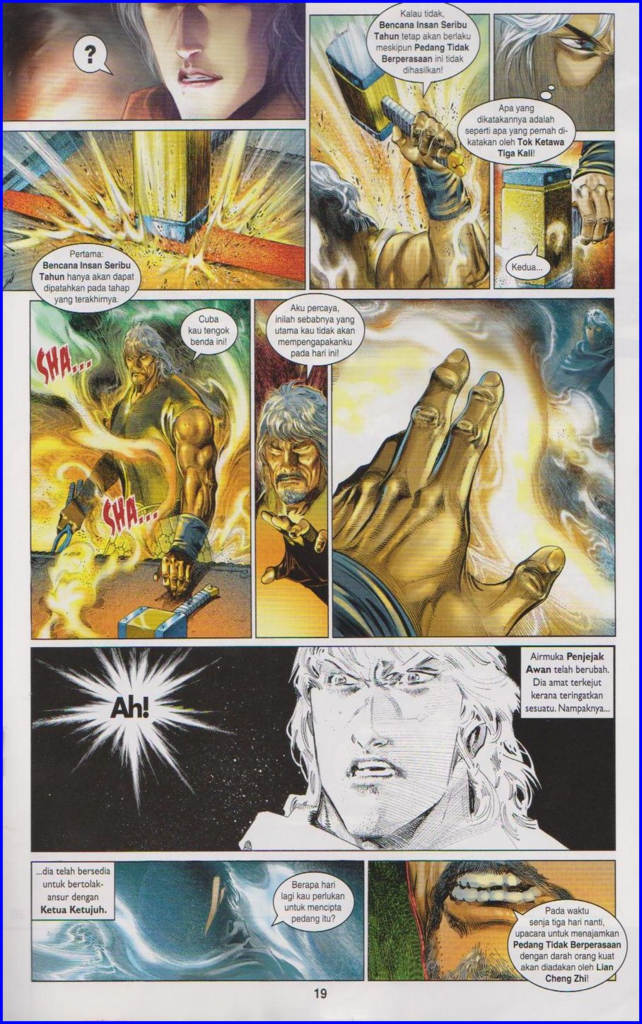 ?
Kalau tidak,
Bencana Insan Seribu
Tahun tetap akan berlaku
meskipun Pedang Tidak
Berperasaan ini tidak
dihasilkan!
Apa yang
dikatakannya adalah
seperti apa yang pernah di-
katakan oleh Tok Ketawa
Tiga Kali!
Pertama:
Bencana Insan Seribu
Tahun hanya akan dapat
dipatahkan pada tahap
yang terakhirnya.
Kedua...
SHA...
SHA...
Cuba
kau tengok
benda ini!
Aku percaya,
inilah sebabnya yang
utama kau tidak akan
mempengapakanku
pada hari ini!
Ah!
Airmuka Penjejak
Awan telah berubah.
Dia amat terkejut
kerana teringatkan
sesuatu. Nampaknya...
...dia telah bersedia
untuk bertolak-
ansur dengan
Ketua Ketujuh.
Berapa hari
lagi kau perlukan
untuk mencipta
pedang itu?
Pada waktu
senja tiga hari nanti,
upacara untuk menajamkan
Pedang Tidak Berperasaan
dengan darah orang kuat
akan diadakan oleh Lian
Cheng Zhi!
19